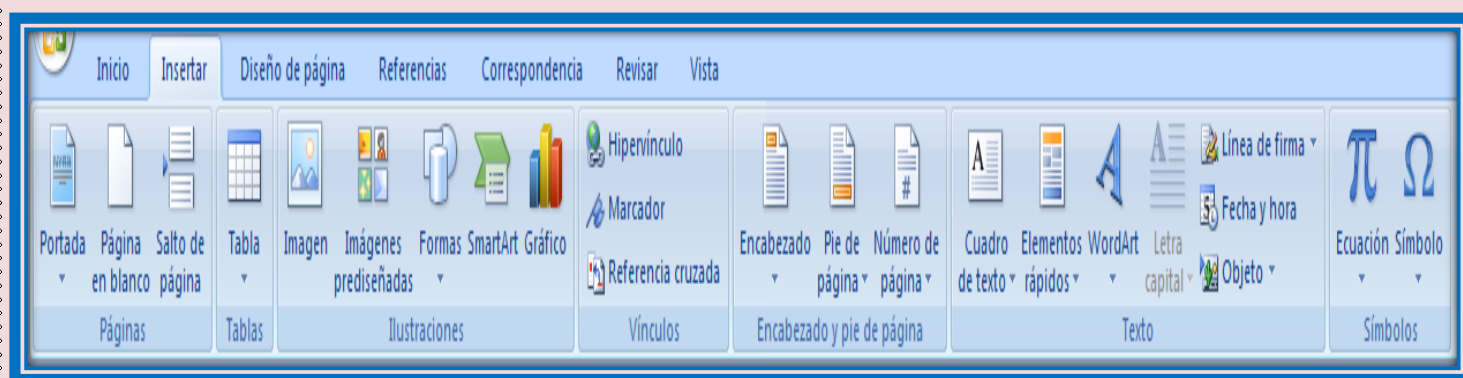 Inicio Insertar Diseño de página Referencias Correspondencia Revisar Vista
Portada
Página
en blanco
Salto de
página
Páginas
Tabla
Tablas
Imagen
Imágenes
prediseñadas
Formas
SmartArt
Gráfico
Ilustraciones
Hipervínculo
Marcador
Referencia cruzada
Vínculos
Encabezado
Pie de
página
Número de
página
Encabezado y pie de página
Cuadro
de texto
Elementos
rápidos
WordArt
Letra
capital
Línea de firma
Fecha y hora
Objeto
Texto
Ecuación
Símbolo
Símbolos